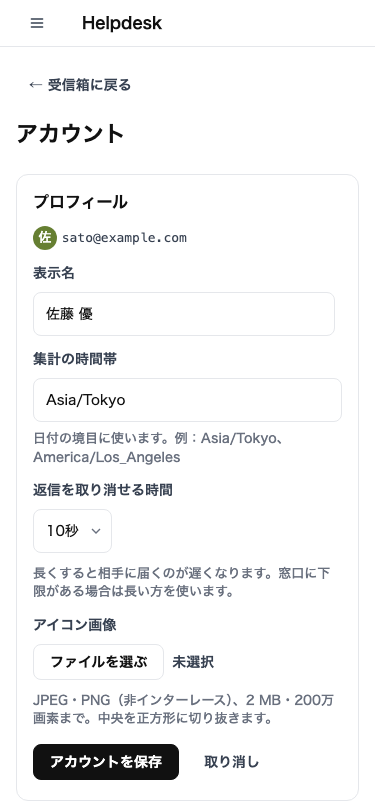 Helpdesk
← 受信箱に戻る
アカウント
プロフィール
佐 sato@example.com
表示名
佐藤 優
集計の時間帯
Asia/Tokyo
日付の境目に使います。例：Asia/Tokyo、
America/Los_Angeles
返信を取り消せる時間
10秒
長くすると相手に届くのが遅くなります。窓口に下
限がある場合は長い方を使います。
アイコン画像
ファイルを選ぶ 未選択
JPEG・PNG（非インターレース）、2 MB・200万
画素まで。中央を正方形に切り抜きます。
アカウントを保存 取り消し